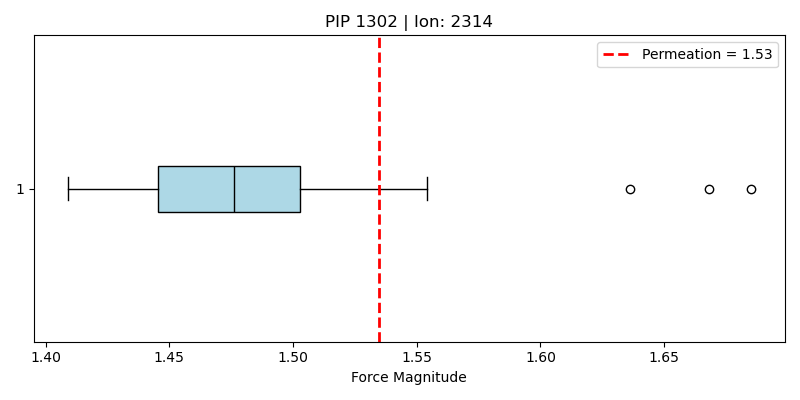 PIP 1302 | Ion: 2314
Permeation = 1.53
1
1.40 1.45 1.50 1.55 1.60 1.65
Force Magnitude